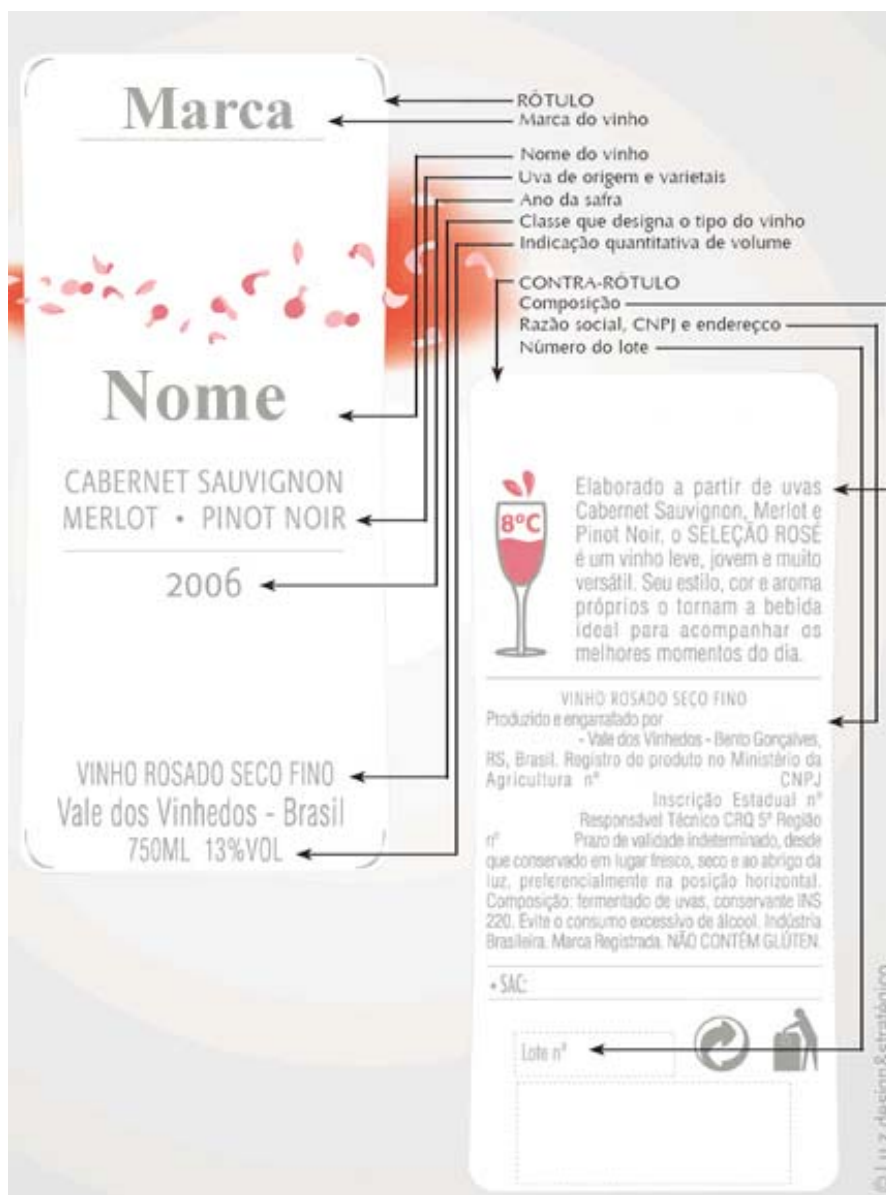 Marca
RÓTULO
Marca do vinho
Nome do vinho
Uva de origem e varietais
Ano da safra
Classe que designa o tipo do vinho
Indicação quantitativa de volume
CONTRA-RÓTULO
Composição
Razão social, CNPJ e endereçco
Número do lote
Nome
CABERNET SAUVIGNON
MERLOT • PINOT NOIR
2006
VINHO ROSADO SECO FINO
Vale dos Vinhedos - Brasil
750ML 13%VOL
8ºC
Elaborado a partir de uvas
Cabernet Sauvignon, Merlot e
Pinot Noir, o SELEÇÃO ROSÉ
é um vinho leve, jovem e muito
versátil. Seu estilo, cor e aroma
próprios o tornam a bebida
ideal para acompanhar os
melhores momentos do dia.
VINHO ROSADO SECO FINO
Produzido e engarrafado por
- Vale dos Vinhedos - Bento Gonçalves,
RS, Brasil. Registro do produto no Ministério da
Agricultura nº CNPJ
Inscrição Estadual nº
Responsável Técnico CRQ 5ª Região
nº Prazo de validade indeterminado, desde
que conservado em lugar fresco, seco e ao abrigo da
luz, preferencialmente na posição horizontal.
Composição: fermentado de uvas, conservante INS
220. Evite o consumo excessivo de álcool. Indústria
Brasileira. Marca Registrada. NÃO CONTÉM GLÚTEN.
• SAC:
Lote nº
© L u z design&stratégico